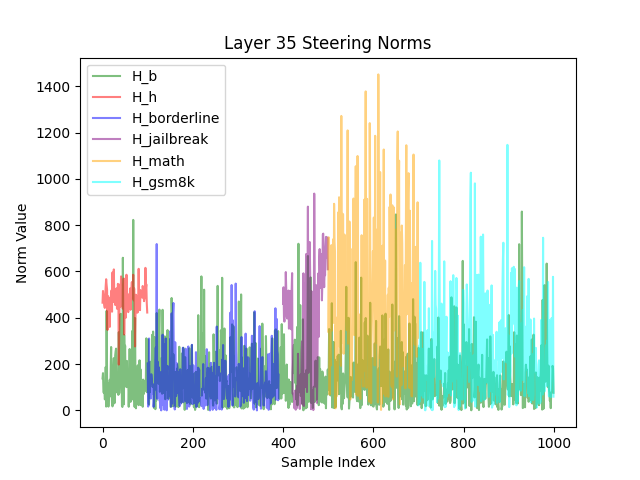 Layer 35 Steering Norms
H_b
H_h
H_borderline
H_jailbreak
H_math
H_gsm8k
Norm Value
1400
1200
1000
800
600
400
200
0
0 200 400 600 800 1000
Sample Index